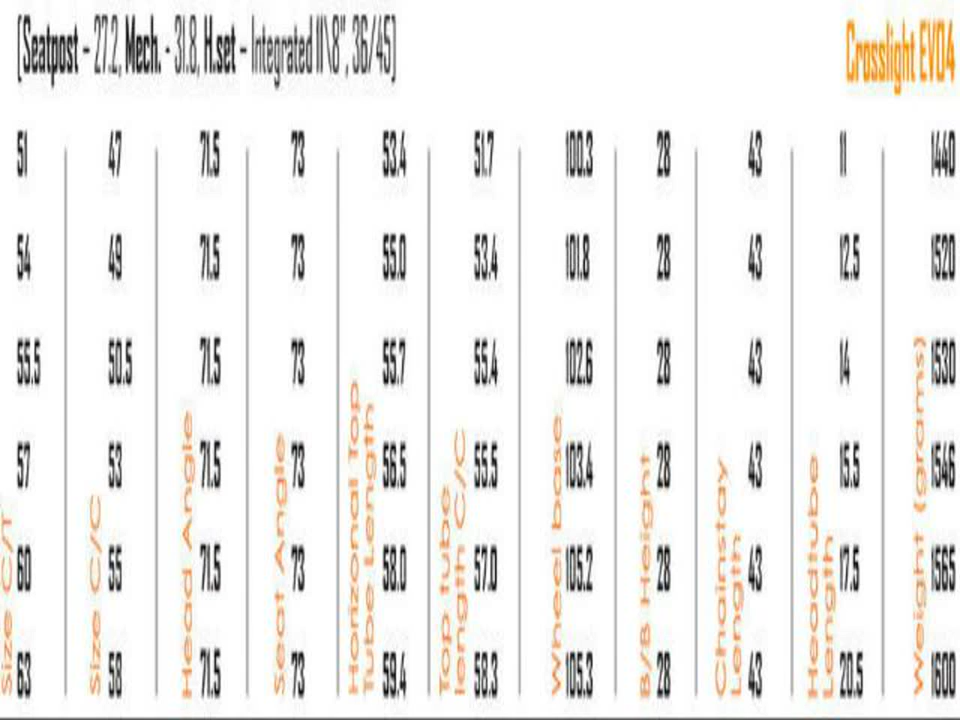 (Seatpost - 27.2, Mech. - 31.8, H.set - Integrated 1\8", 36/45)
Crosslight EVO4
51 47 71.5 73 53.4 51.7 100.3 28 43 11 1440
54 49 71.5 73 55.0 53.4 101.8 28 43 12.5 1520
55.5 50.5 71.5 73 55.7 55.4 102.6 28 43 14 1530
57 53 71.5 73 56.5 55.5 103.4 28 43 15.5 1546
60 55 71.5 73 58.0 57.0 105.2 28 43 17.5 1565
63 58 71.5 73 59.4 58.3 105.3 28 43 20.5 1600
Size C/T
Size C/C
Head Angle
Seat Angle
Horizonal Top
Tube Length
Top tube
length C/C
Wheel base
B/B Height
Chainstay
Length
Headtube
Length
Weight (grams)